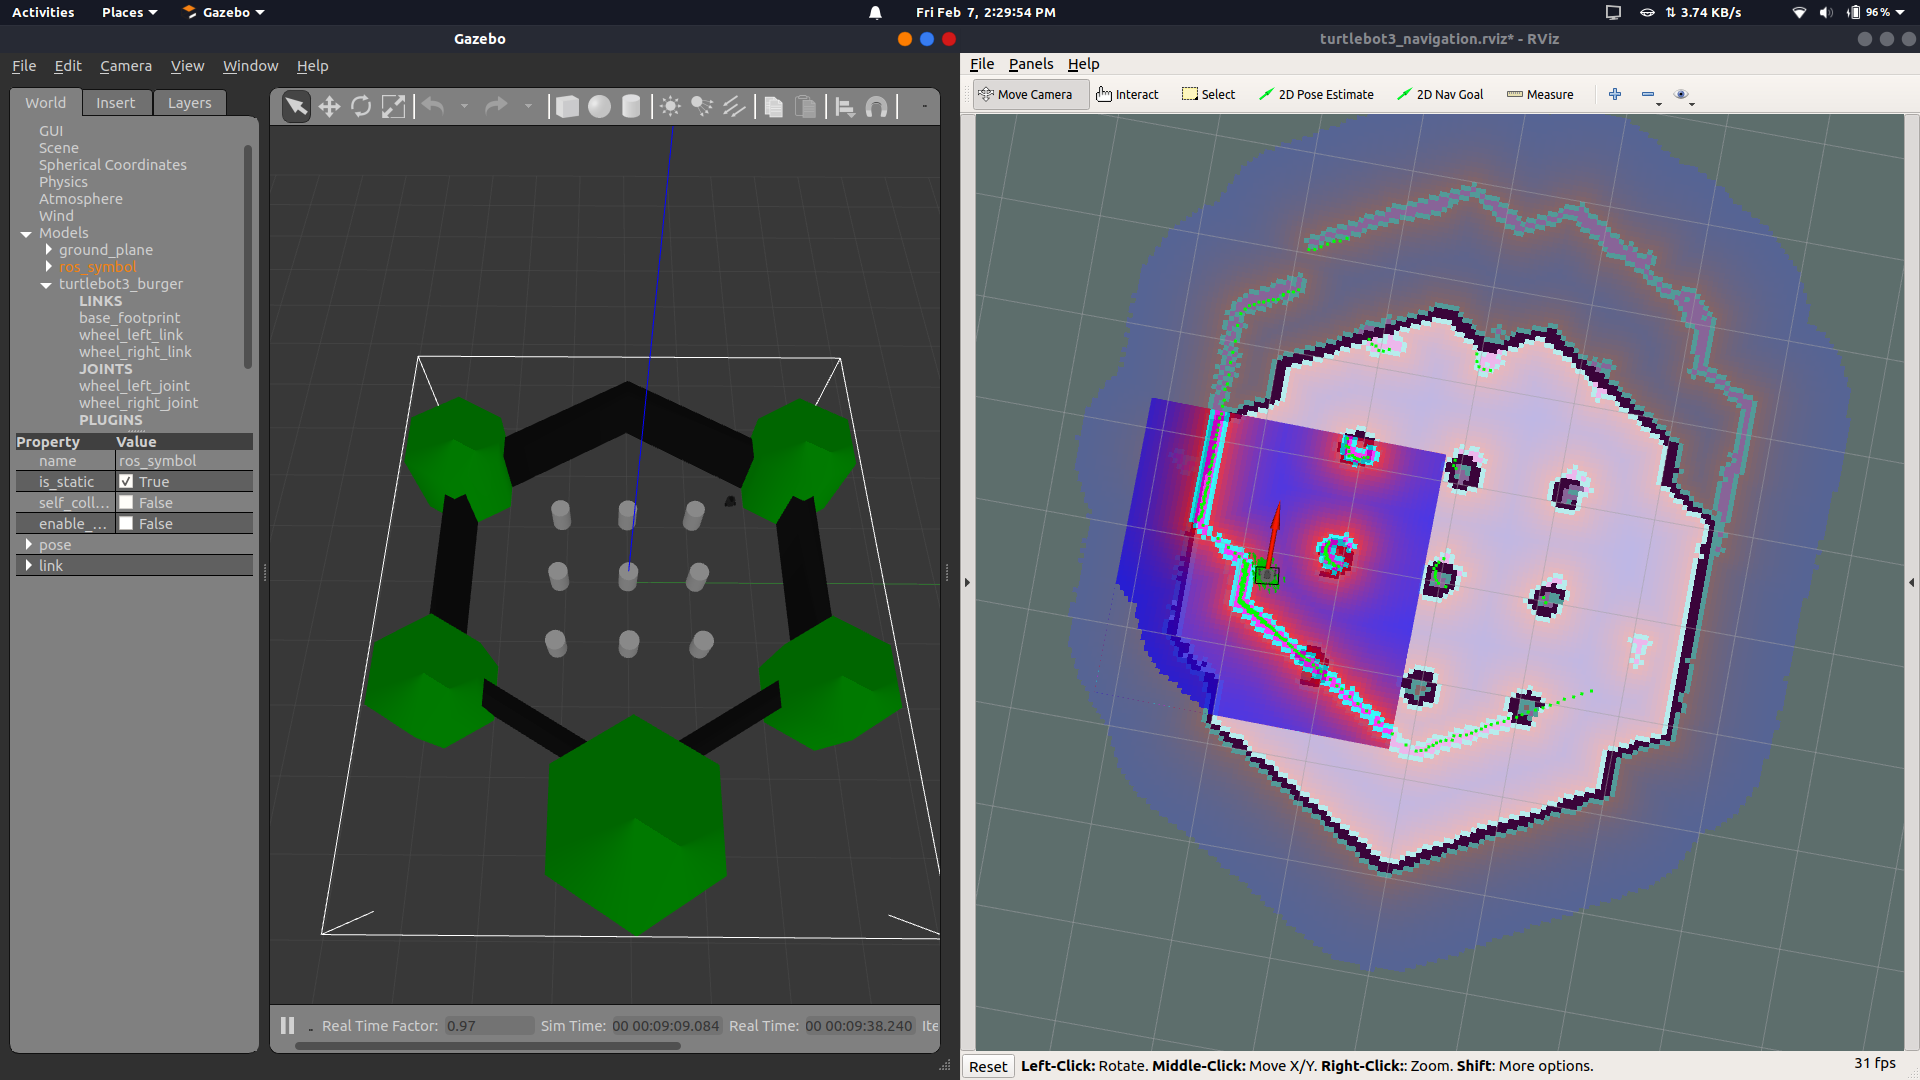 Activities Places Gazebo Fri Feb 7, 2:29:54 PM 3.74 KB/s 96%
Gazebo
File Edit Camera View Window Help
World Insert Layers
GUI
Scene
Spherical Coordinates
Physics
Atmosphere
Wind
Models
ground_plane
ros_symbol
turtlebot3_burger
LINKS
base_footprint
wheel_left_link
wheel_right_link
JOINTS
wheel_left_joint
wheel_right_joint
PLUGINS
Property Value
name ros_symbol
is_static True
self_coll... False
enable_... False
pose
link
Real Time Factor: 0.97 Sim Time: 00 00:09:09.084 Real Time: 00 00:09:38.240 Ite
turtlebot3_navigation.rviz* - RViz
File Panels Help
Move Camera Interact Select 2D Pose Estimate 2D Nav Goal Measure
Reset Left-Click: Rotate. Middle-Click: Move X/Y. Right-Click:: Zoom. Shift: More options. 31 fps